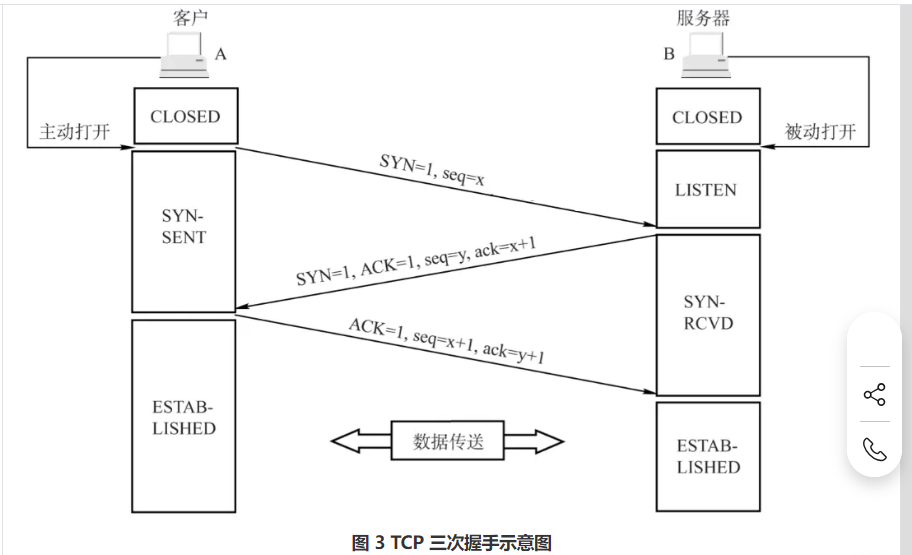 客户
服务器
A
B
CLOSED
CLOSED
主动打开
被动打开
SYN=1, seq=x
SYN-
SENT
LISTEN
SYN=1, ACK=1, seq=y, ack=x+1
SYN-
RCVD
ACK=1, seq=x+1, ack=y+1
ESTAB-
LISHED
数据传送
ESTAB-
LISHED
图 3 TCP 三次握手示意图